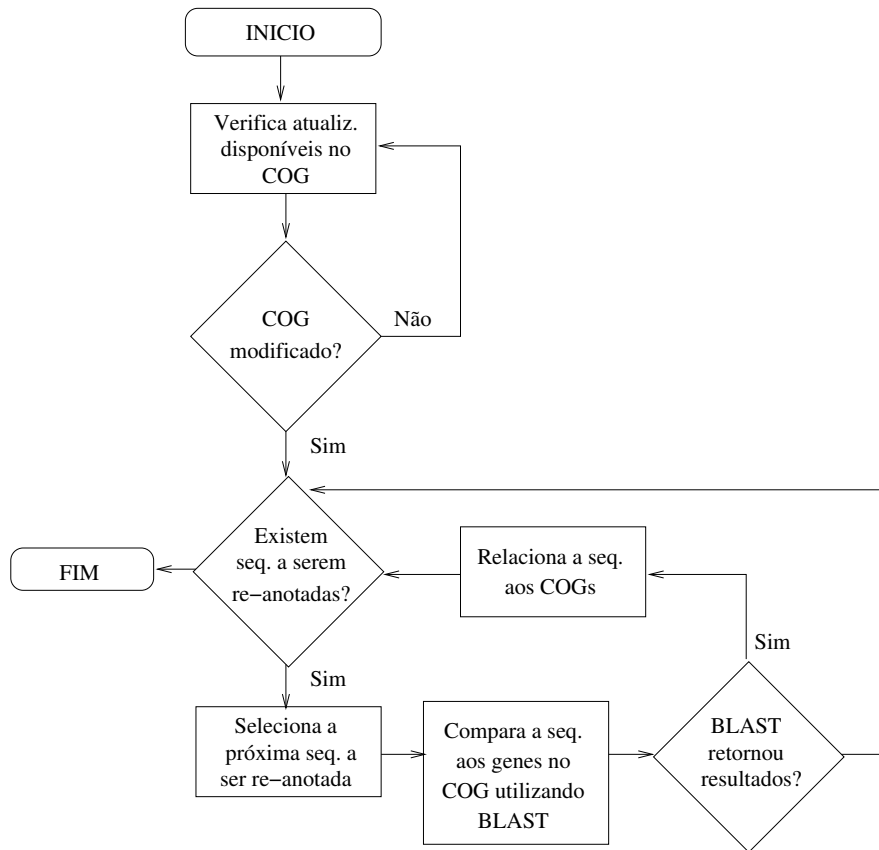 INICIO
Verifica atualiz.
disponíveis no
COG
COG
modificado?
Não
Sim
Existem
seq. a serem
re−anotadas?
FIM
Relaciona a seq.
aos COGs
Sim
Sim
Seleciona a
próxima seq. a
ser re−anotada
Compara a seq.
aos genes no
COG utilizando
BLAST
BLAST
retornou
resultados?